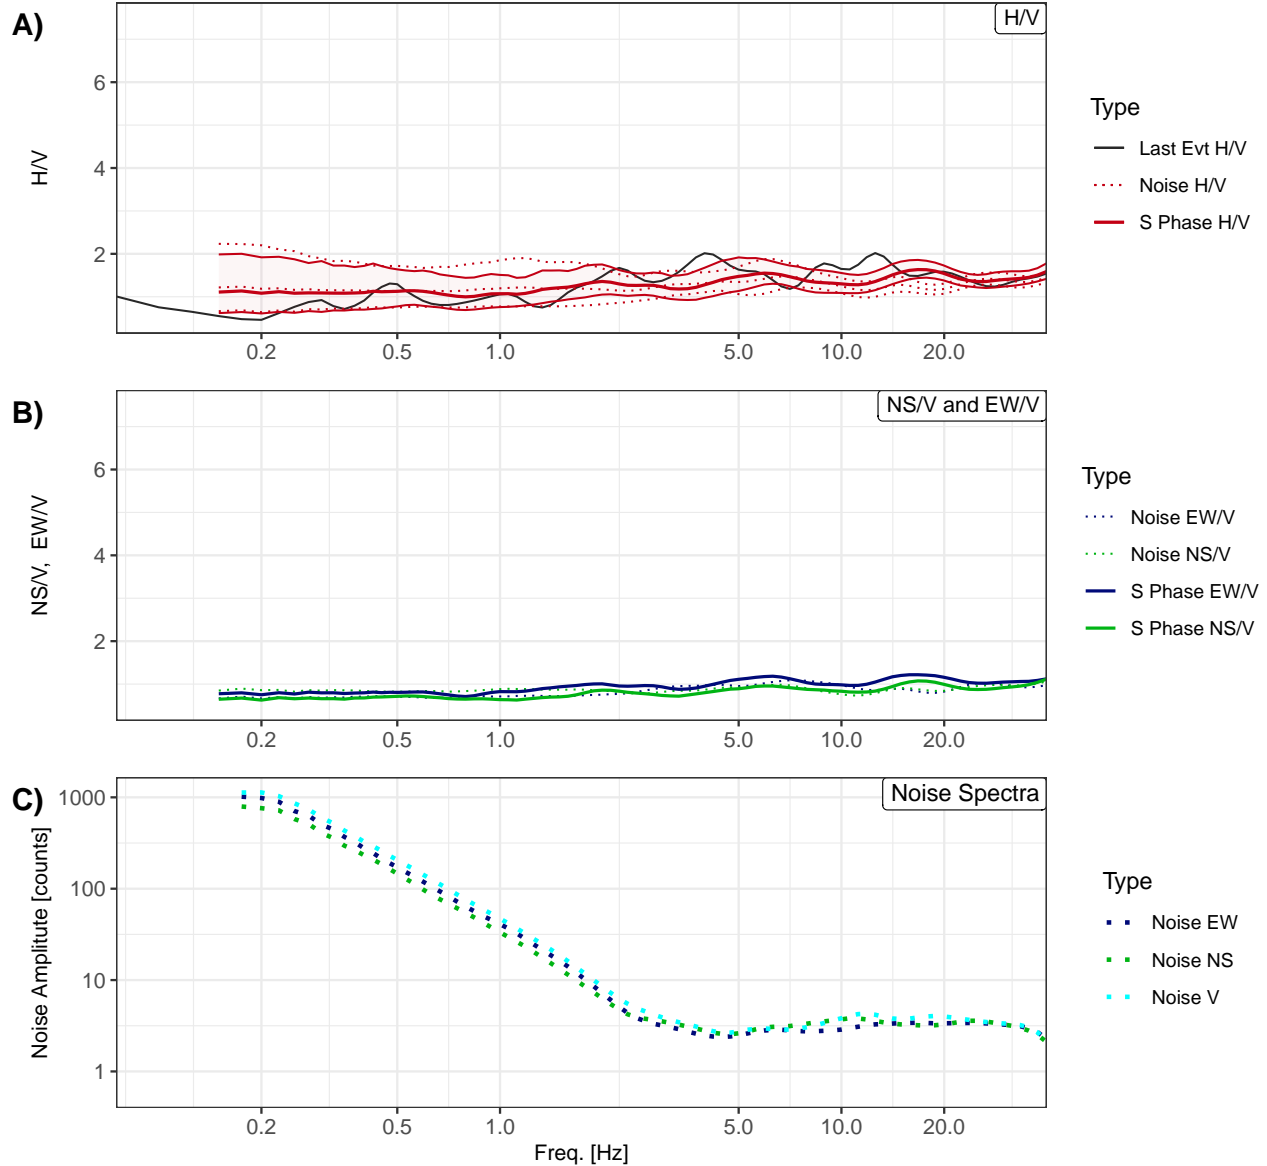 A)
H/V
H/V
6
4
2
0.2 0.5 1.0 5.0 10.0 20.0
Type
Last Evt H/V
Noise H/V
S Phase H/V
B)
NS/V and EW/V
NS/V,  EW/V
6
4
2
0.2 0.5 1.0 5.0 10.0 20.0
Type
Noise EW/V
Noise NS/V
S Phase EW/V
S Phase NS/V
C)
Noise Spectra
Noise Amplitute [counts]
1000
100
10
1
0.2 0.5 1.0 5.0 10.0 20.0
Freq. [Hz]
Type
Noise EW
Noise NS
Noise V